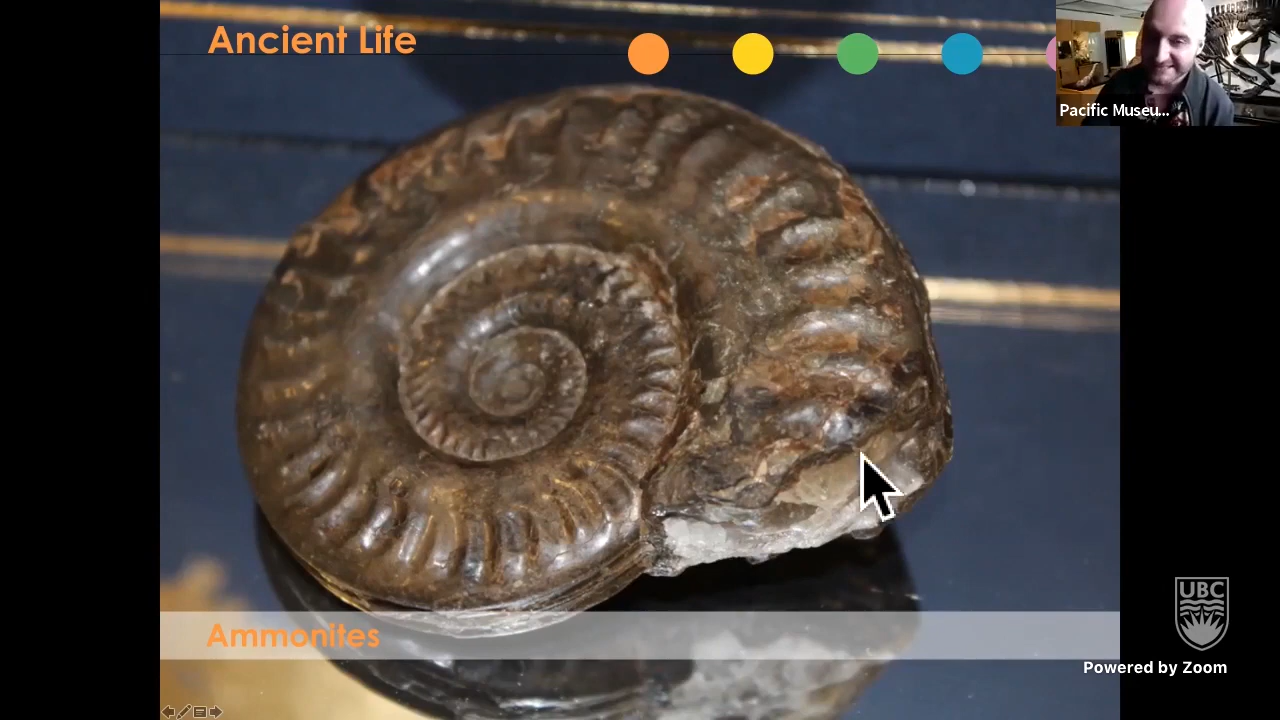 Ancient Life
Pacific Museu...
Ammonites
UBC
Powered by Zoom